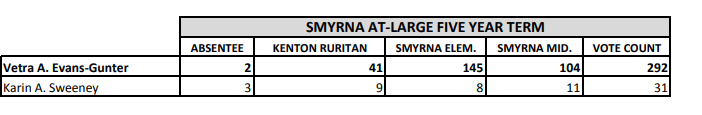 SMYRNA AT-LARGE FIVE YEAR TERM
ABSENTEE KENTON RURITAN SMYRNA ELEM. SMYRNA MID. VOTE COUNT
Vetra A. Evans-Gunter 2 41 145 104 292
Karin A. Sweeney 3 9 8 11 31